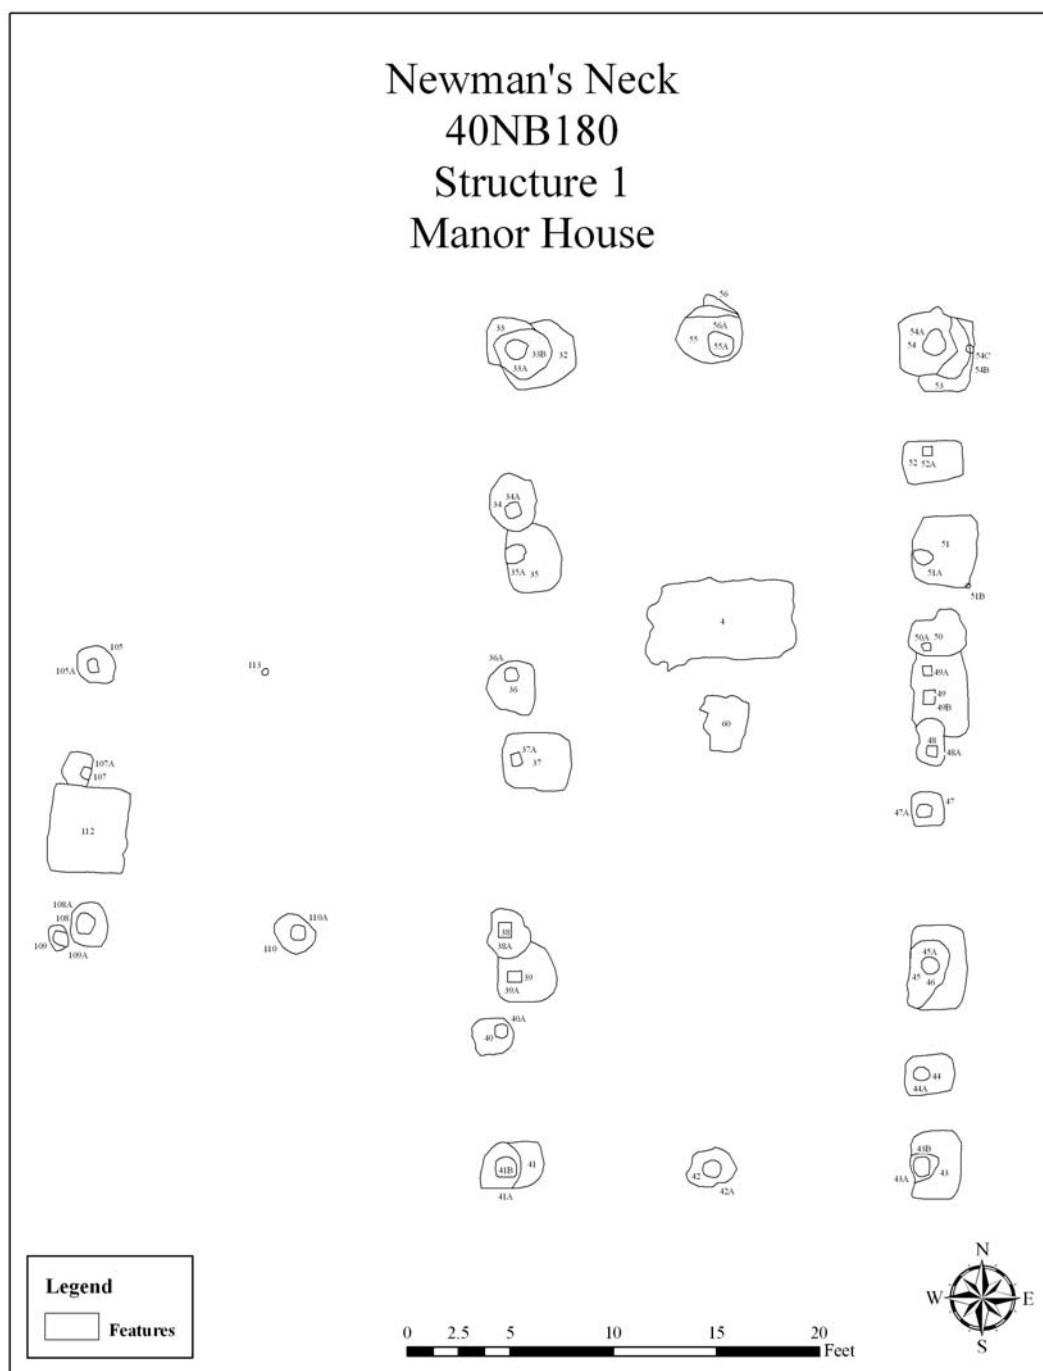 Newman's Neck
40NB180
Structure 1
Manor House
56
33
56A
54A
33B 32
55
55A
54
54C
33A
54B
53
52
52A
34A
34
51
35A 35
51A
51B
4
105
50A 50
113
36A
105A
49A
36
49
60
49B
48
37A
107A
37
48A
107
47
47A
112
108A
110A
108
38
109
110
38A
109A
45A
39
45
46
39A
40A
40
44
44A
43B
41B
41
42
43A
43
41A
42A
N
W E
S
Legend
Features
0 2.5 5 10 15 20
Feet